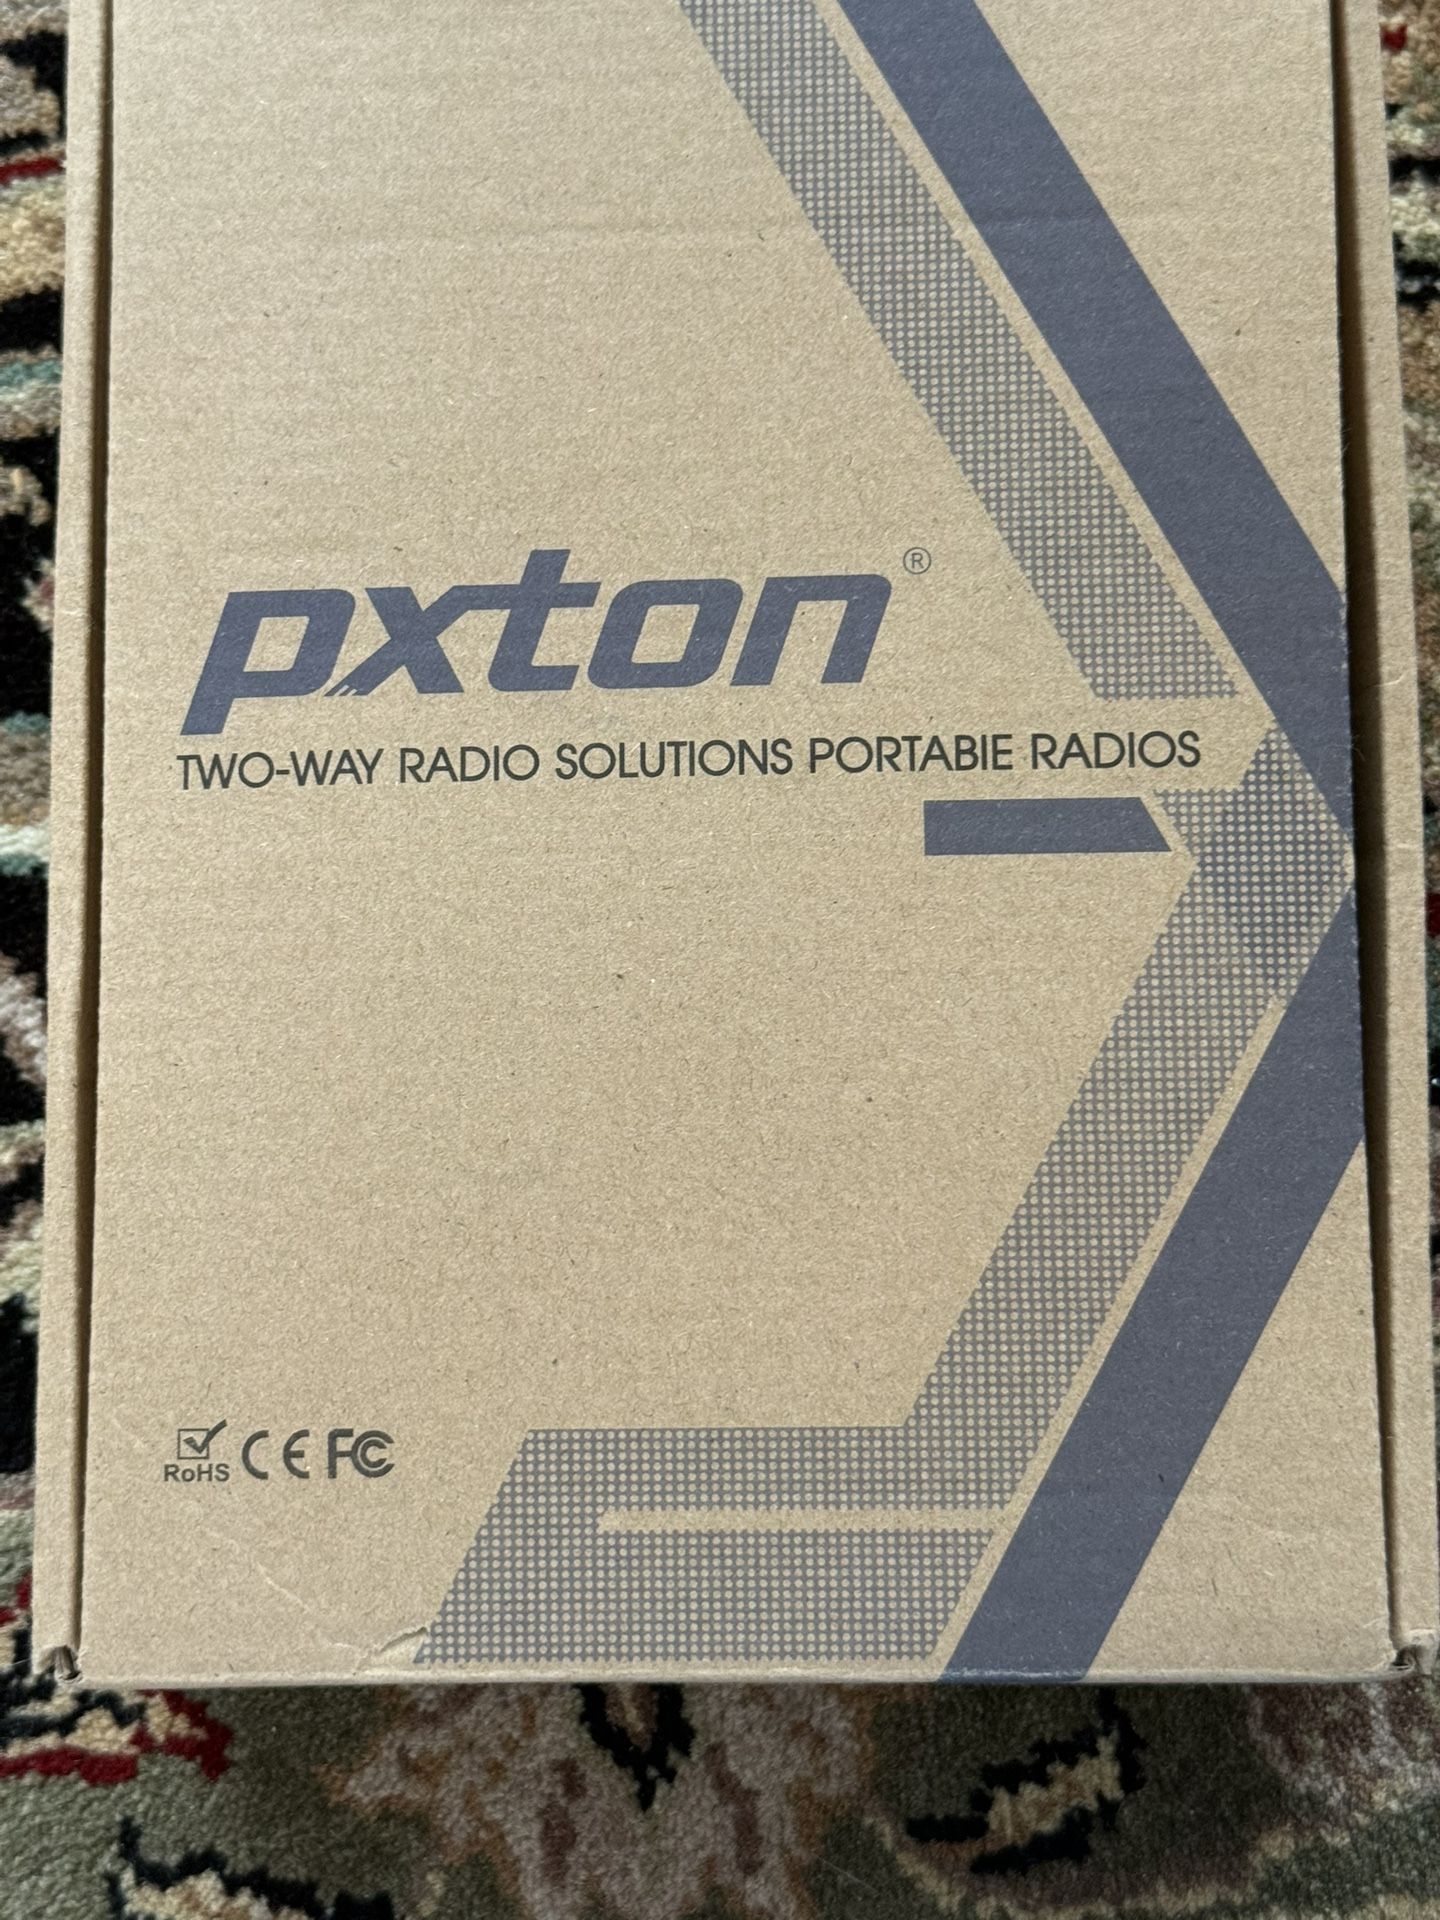 pxton®
TWO-WAY RADIO SOLUTIONS PORTABIE RADIOS
RoHS CE FC